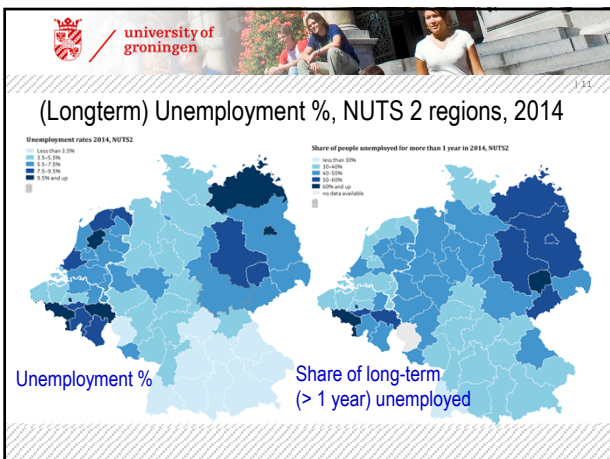 university of
groningen
| 11
(Longterm) Unemployment %, NUTS 2 regions, 2014
Unemployment rates 2014, NUTS2
Less than 3.5%
3.5-5.5%
5.5-7.5%
7.5-9.5%
9.5% and up
Share of people unemployed for more than 1 year in 2014, NUTS2
less than 30%
30-40%
40-50%
50-60%
60% and up
no data available
Unemployment %
Share of long-term
(> 1 year) unemployed